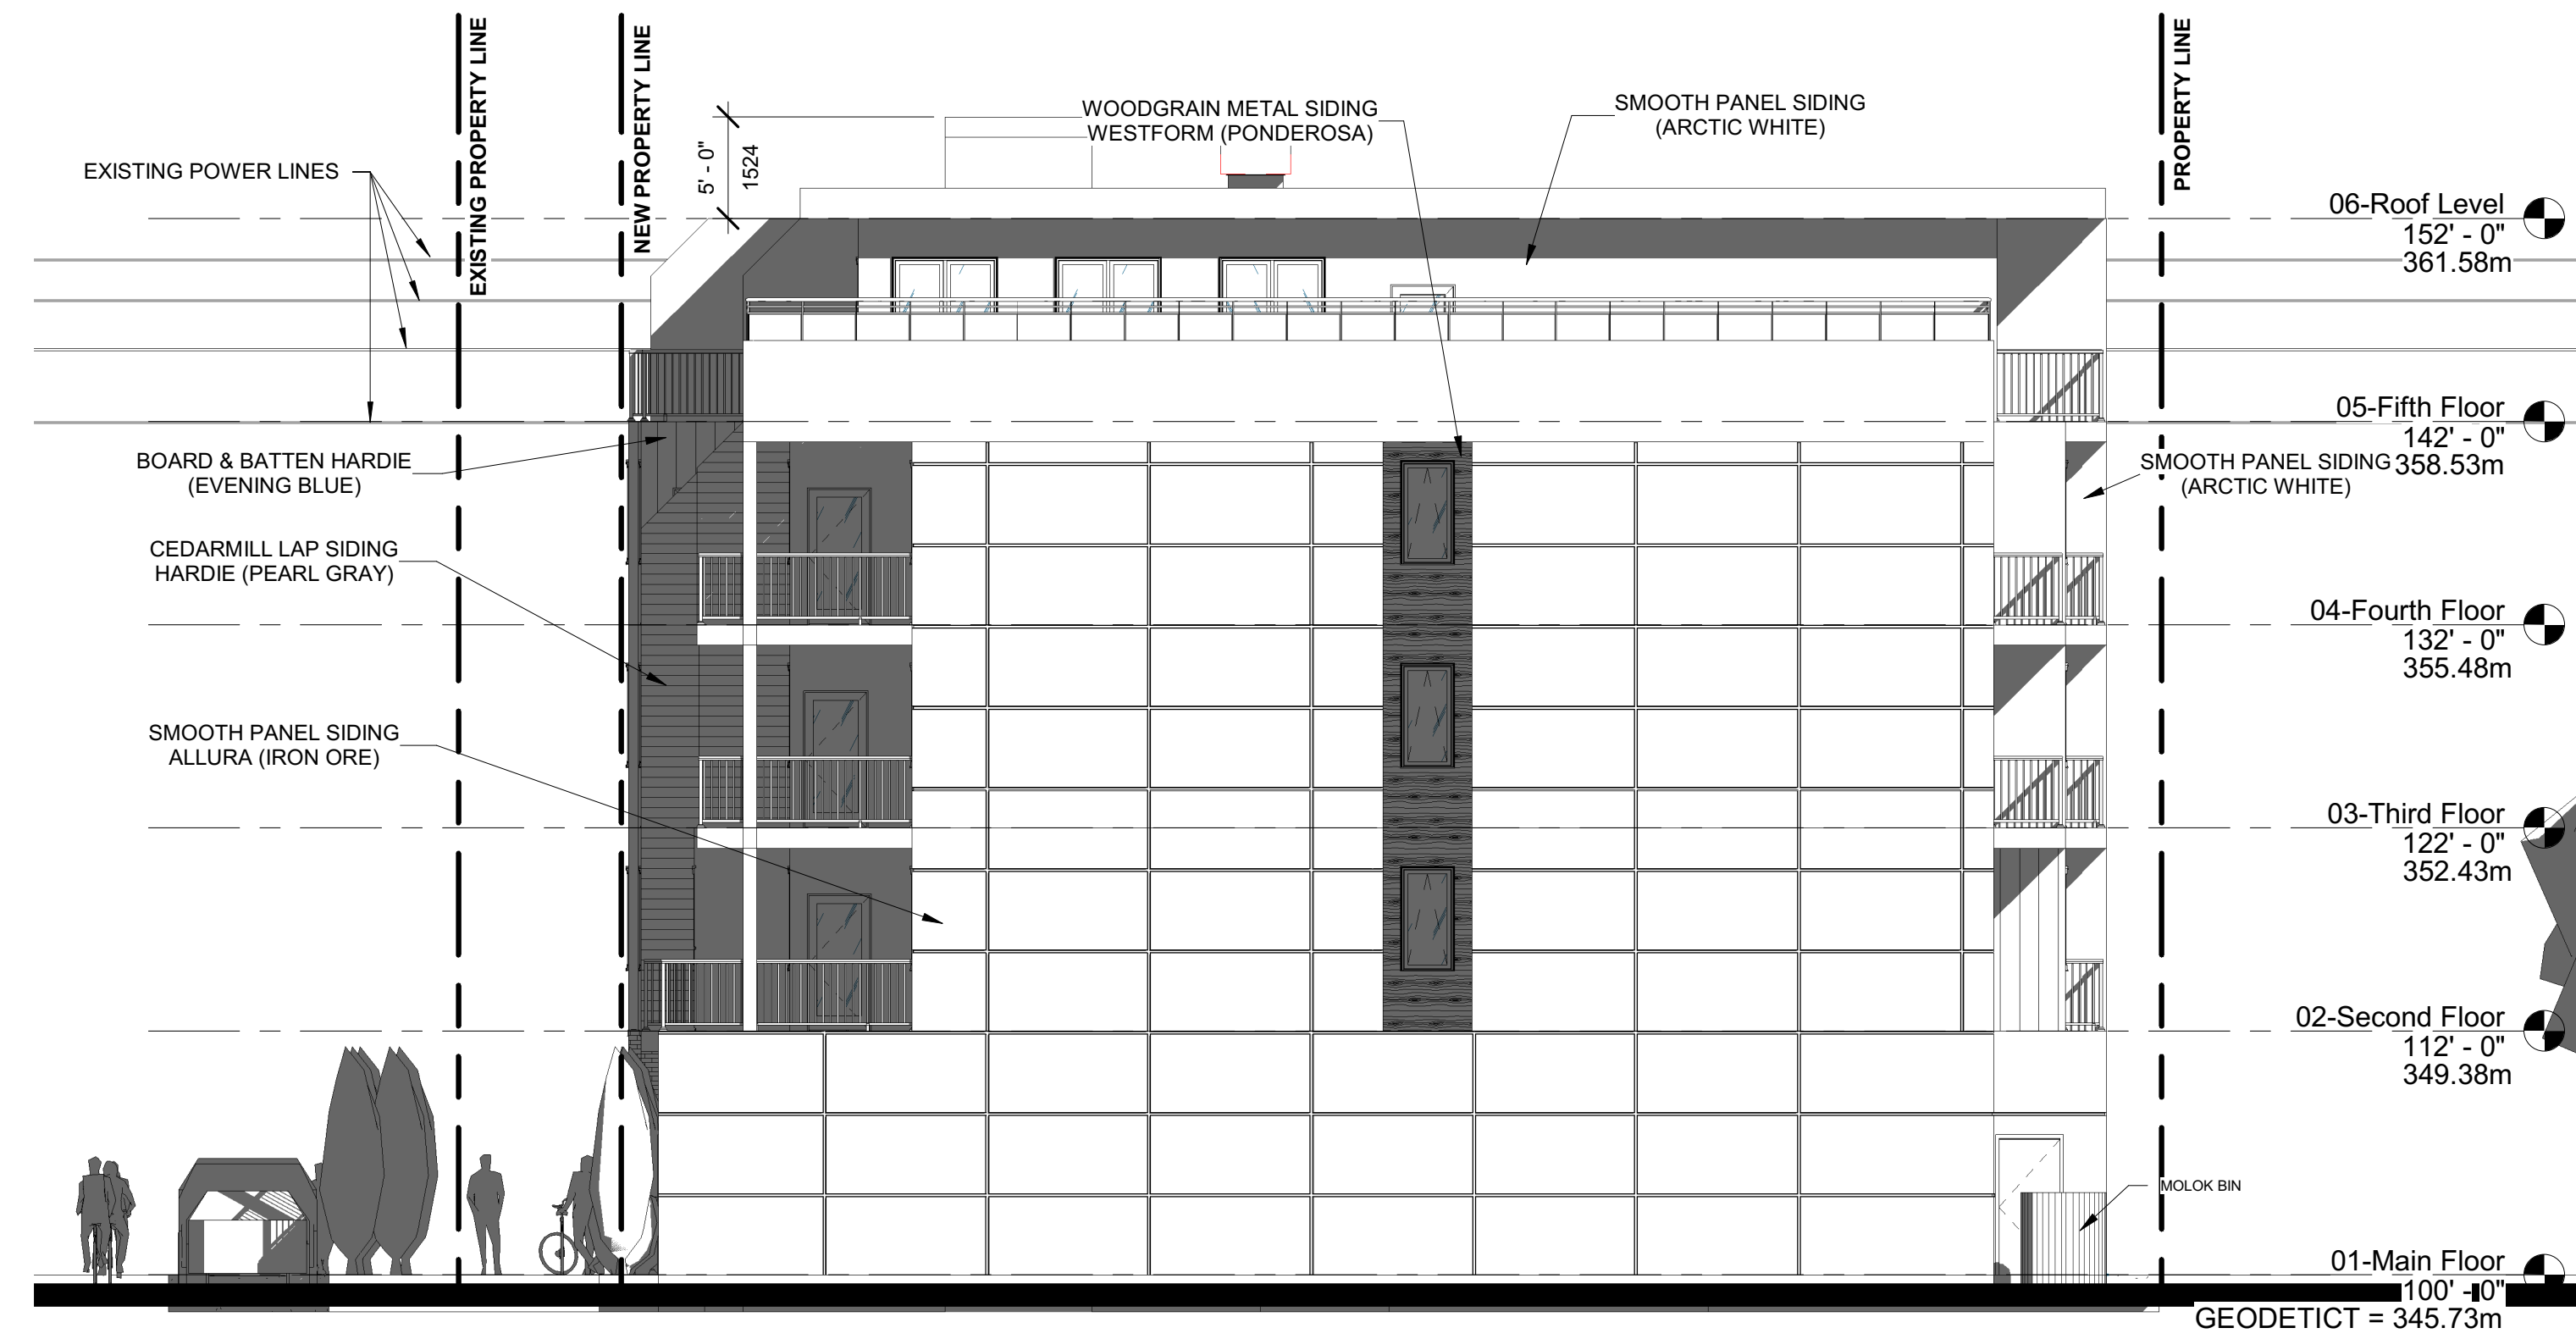 EXISTING PROPERTY LINE
NEW PROPERTY LINE
PROPERTY LINE
EXISTING POWER LINES
5' - 0"
1524
WOODGRAIN METAL SIDING
WESTFORM (PONDEROSA)
SMOOTH PANEL SIDING
(ARCTIC WHITE)
06-Roof Level
152' - 0"
361.58m
05-Fifth Floor
142' - 0"
358.53m
BOARD & BATTEN HARDIE
(EVENING BLUE)
SMOOTH PANEL SIDING
(ARCTIC WHITE)
CEDARMILL LAP SIDING
HARDIE (PEARL GRAY)
04-Fourth Floor
132' - 0"
355.48m
SMOOTH PANEL SIDING
ALLURA (IRON ORE)
03-Third Floor
122' - 0"
352.43m
02-Second Floor
112' - 0"
349.38m
MOLOK BIN
01-Main Floor
100' - 0"
GEODETICT = 345.73m